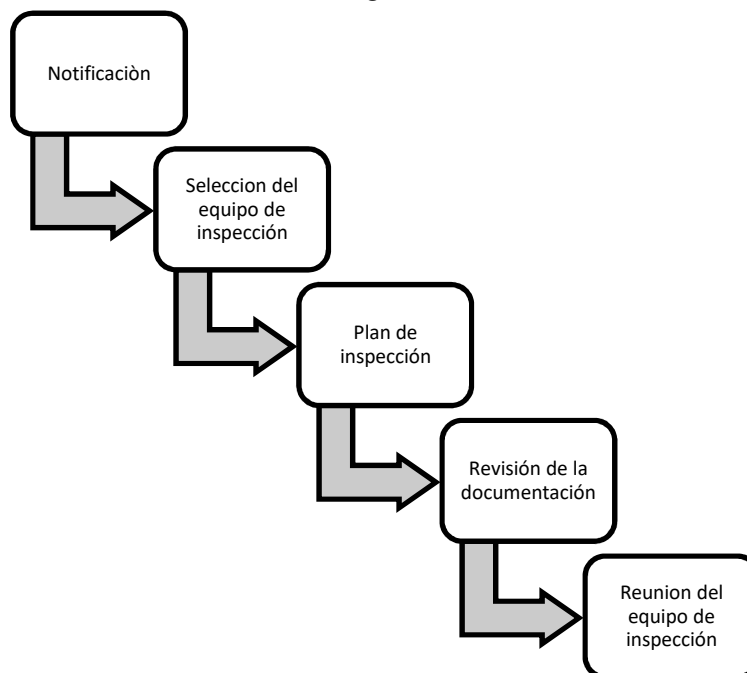 Notificaciòn
Seleccion del
equipo de
inspección
Plan de
inspección
Revisión de la
documentación
Reunion del
equipo de
inspección